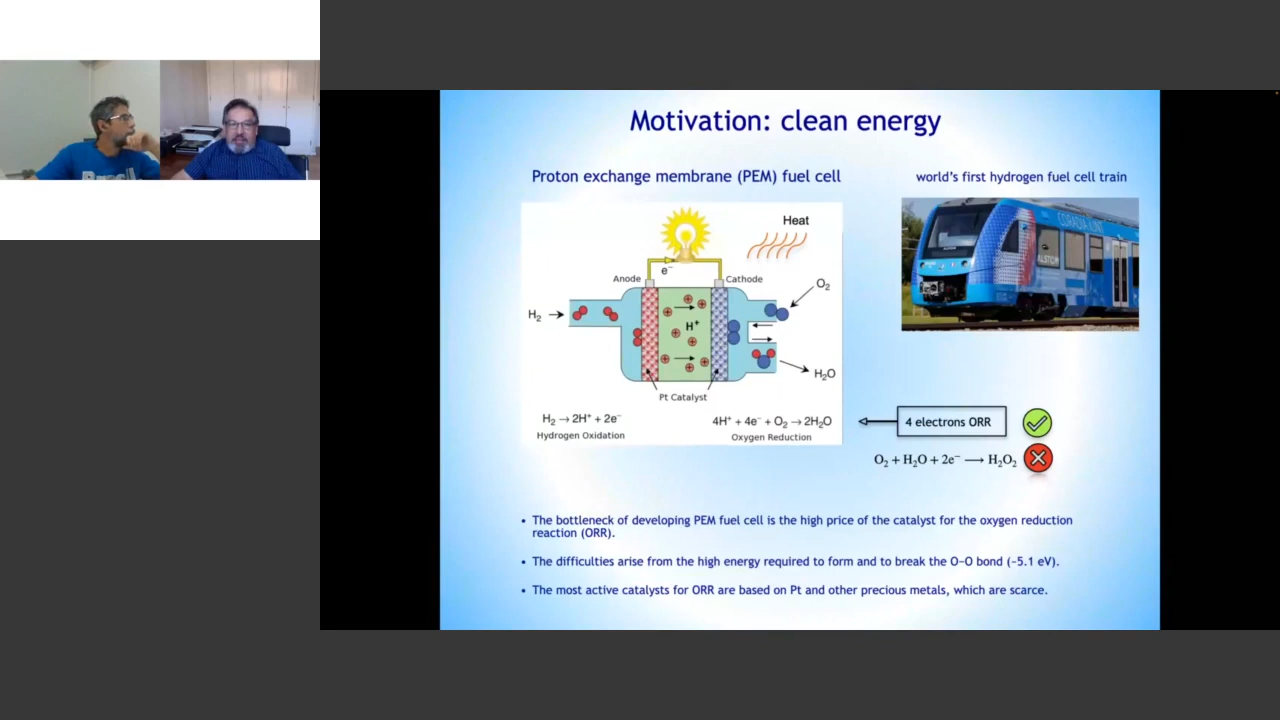 Motivation: clean energy
Proton exchange membrane (PEM) fuel cell
world's first hydrogen fuel cell train
Heat
e⁻
Anode
Cathode
O₂
H₂
H⁺
H₂O
Pt Catalyst
H₂ → 2H⁺ + 2e⁻
Hydrogen Oxidation
4H⁺ + 4e⁻ + O₂ → 2H₂O
Oxygen Reduction
CORADIA iLINT
ALSTOM
4 electrons ORR
O₂ + H₂O + 2e⁻ ⟶ H₂O₂
• The bottleneck of developing PEM fuel cell is the high price of the catalyst for the oxygen reduction
reaction (ORR).
• The difficulties arise from the high energy required to form and to break the O−O bond (~5.1 eV).
• The most active catalysts for ORR are based on Pt and other precious metals, which are scarce.